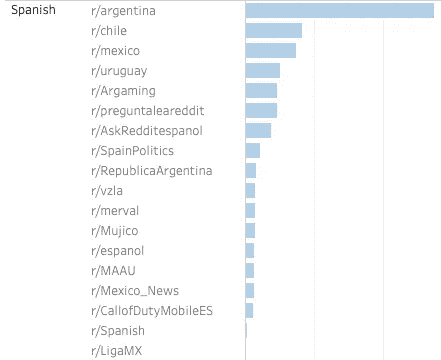 Spanish r/argentina
r/chile
r/mexico
r/uruguay
r/Argaming
r/preguntaleareddit
r/AskRedditespanol
r/SpainPolitics
r/RepublicaArgentina
r/vzla
r/merval
r/Mujico
r/espanol
r/MAAU
r/Mexico_News
r/CallofDutyMobileES
r/Spanish
r/LigaMX